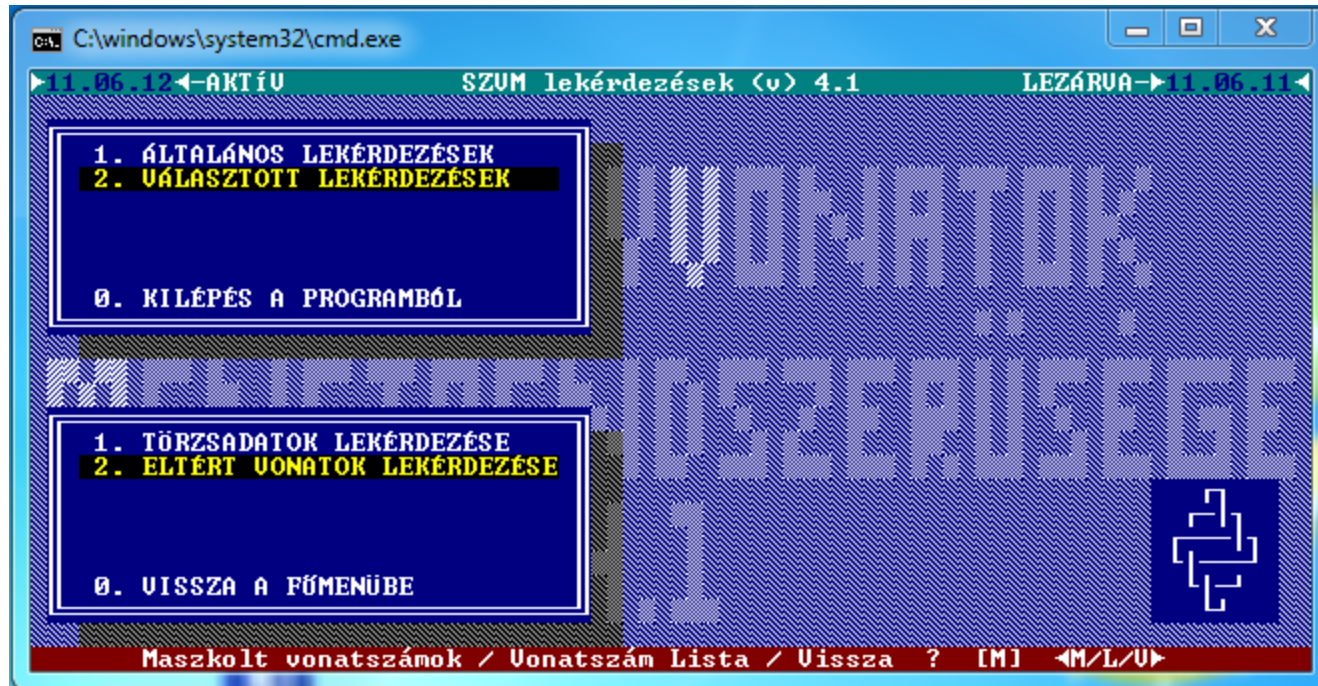 C:\windows\system32\cmd.exe
11.06.12 -AKTíV SZVM lekérdezések (v) 4.1 LEZÁRVA- 11.06.11
1. ÁLTALÁNOS LEKÉRDEZÉSEK
2. VÁLASZTOTT LEKÉRDEZÉSEK
0. KILÉPÉS A PROGRAMBÓL
VONATOK
1. TÖRZSADATOK LEKÉRDEZÉSE
2. ELTÉRT VONATOK LEKÉRDEZÉSE
0. VISSZA A FŐMENÜBE
.1
Maszkolt vonatszámok / Vonatszám Lista / Vissza ? [M] ◄M/L/V►